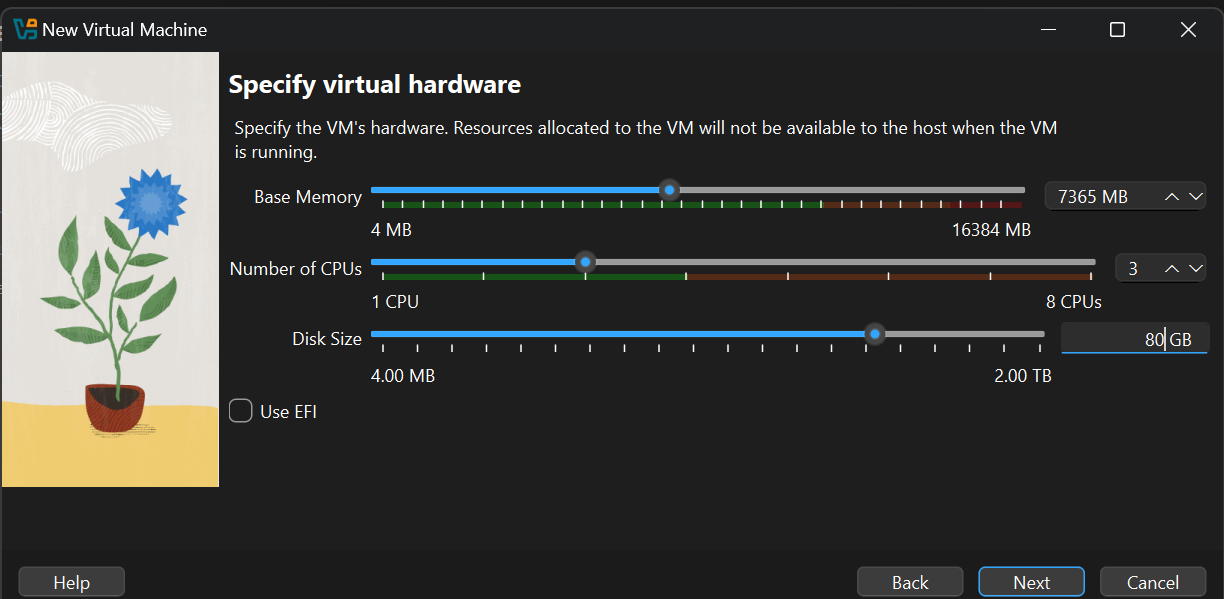 New Virtual Machine
Specify virtual hardware
Specify the VM's hardware. Resources allocated to the VM will not be available to the host when the VM
is running.
Base Memory 7365 MB
4 MB 16384 MB
Number of CPUs 3
1 CPU 8 CPUs
Disk Size 80 GB
4.00 MB 2.00 TB
Use EFI
Help Back Next Cancel